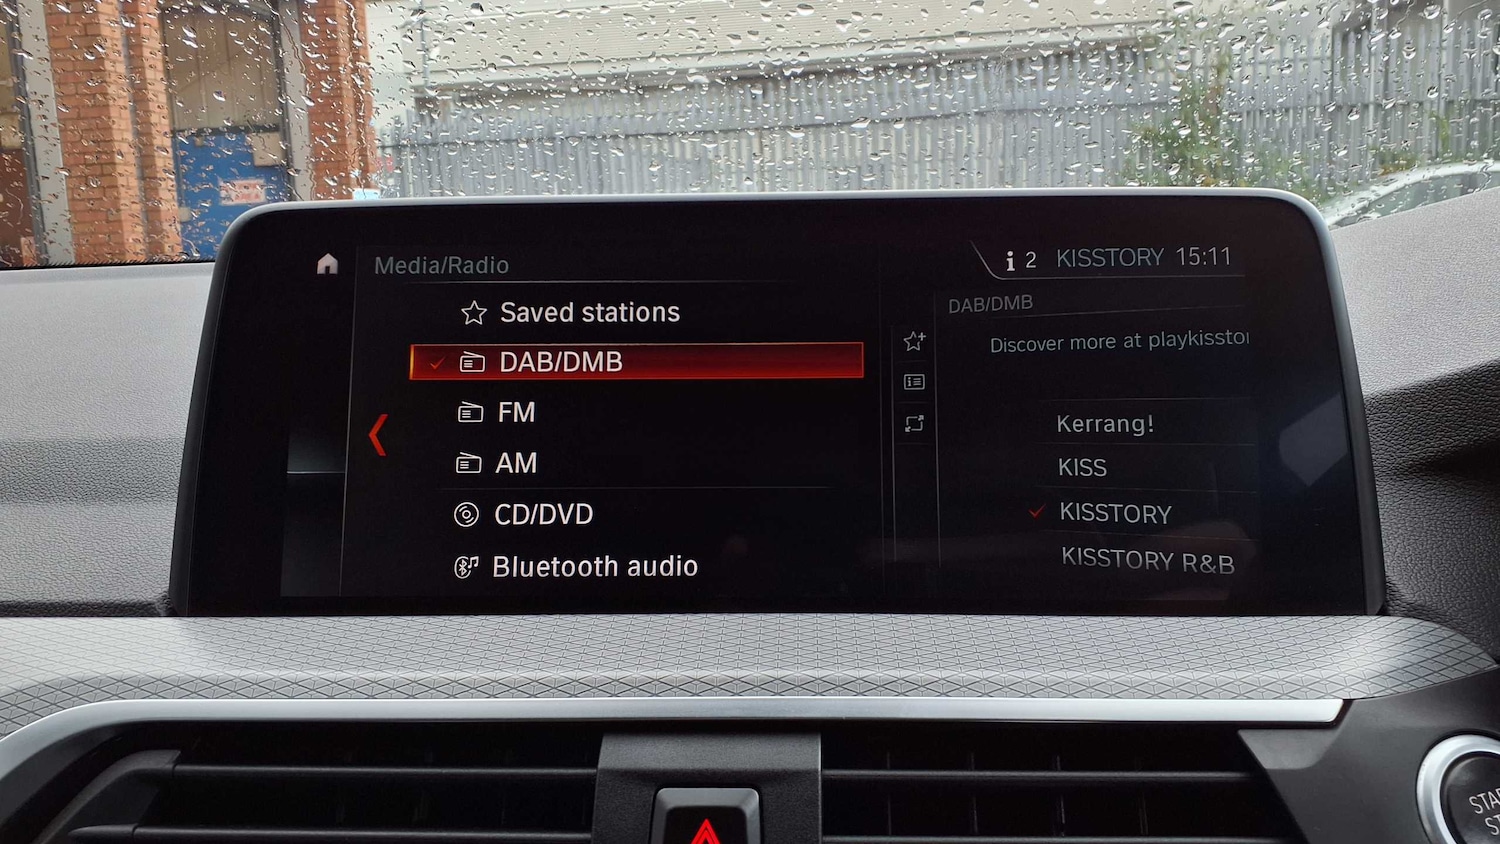 Media/Radio
2 KISSTORY 15:11
Saved stations
DAB/DMB
FM
AM
CD/DVD
Bluetooth audio
DAB/DMB
Discover more at playkissto
Kerrang!
KISS
KISSTORY
KISSTORY R&B